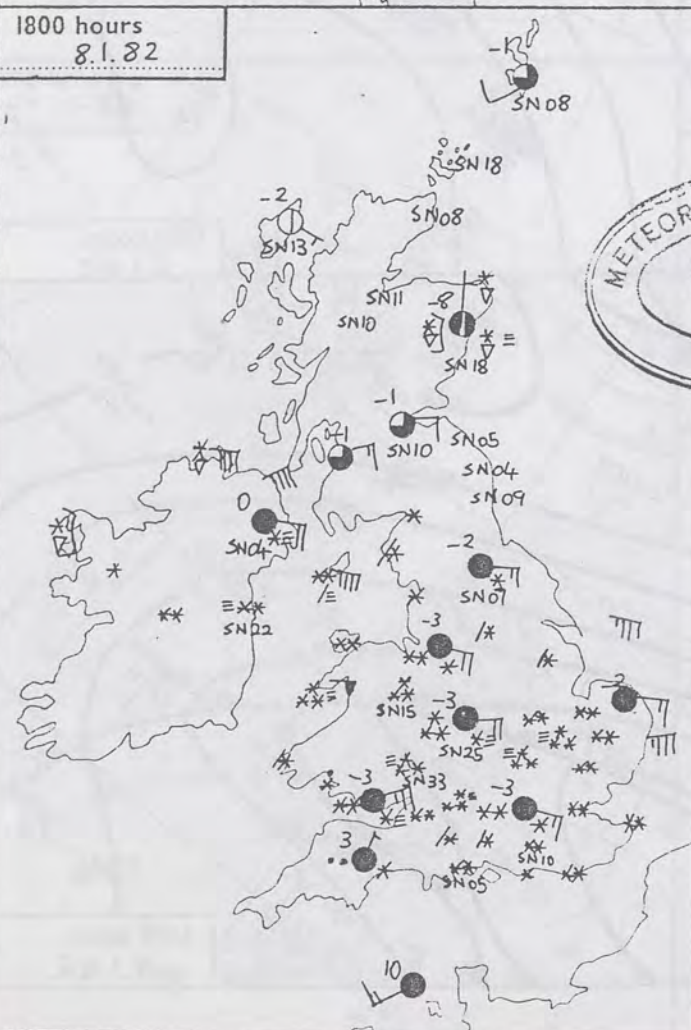 1800 hours
8.1.82
-1
SN08
SN18
SN08
-2
SN13
METEOR
SN11
-8
SN10
SN18
-1
SN10
SN05
SN04
SN09
0
SN04
-2
SN07
SN22
-3
SN15
-3
SN25
SN33
-3
-3
3
SN10
SN05
10